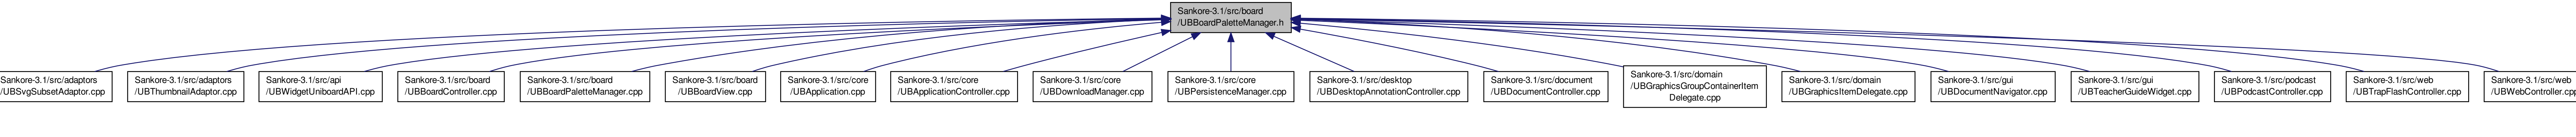 Sankore-3.1/src/board
/UBBoardPaletteManager.h
Sankore-3.1/src/adaptors
/UBSvgSubsetAdaptor.cpp
Sankore-3.1/src/adaptors
/UBThumbnailAdaptor.cpp
Sankore-3.1/src/api
/UBWidgetUniboardAPI.cpp
Sankore-3.1/src/board
/UBBoardController.cpp
Sankore-3.1/src/board
/UBBoardPaletteManager.cpp
Sankore-3.1/src/board
/UBBoardView.cpp
Sankore-3.1/src/core
/UBApplication.cpp
Sankore-3.1/src/core
/UBApplicationController.cpp
Sankore-3.1/src/core
/UBDownloadManager.cpp
Sankore-3.1/src/core
/UBPersistenceManager.cpp
Sankore-3.1/src/desktop
/UBDesktopAnnotationController.cpp
Sankore-3.1/src/document
/UBDocumentController.cpp
Sankore-3.1/src/domain
/UBGraphicsGroupContainerItem
Delegate.cpp
Sankore-3.1/src/domain
/UBGraphicsItemDelegate.cpp
Sankore-3.1/src/gui
/UBDocumentNavigator.cpp
Sankore-3.1/src/gui
/UBTeacherGuideWidget.cpp
Sankore-3.1/src/podcast
/UBPodcastController.cpp
Sankore-3.1/src/web
/UBTrapFlashController.cpp
Sankore-3.1/src/web
/UBWebController.cpp